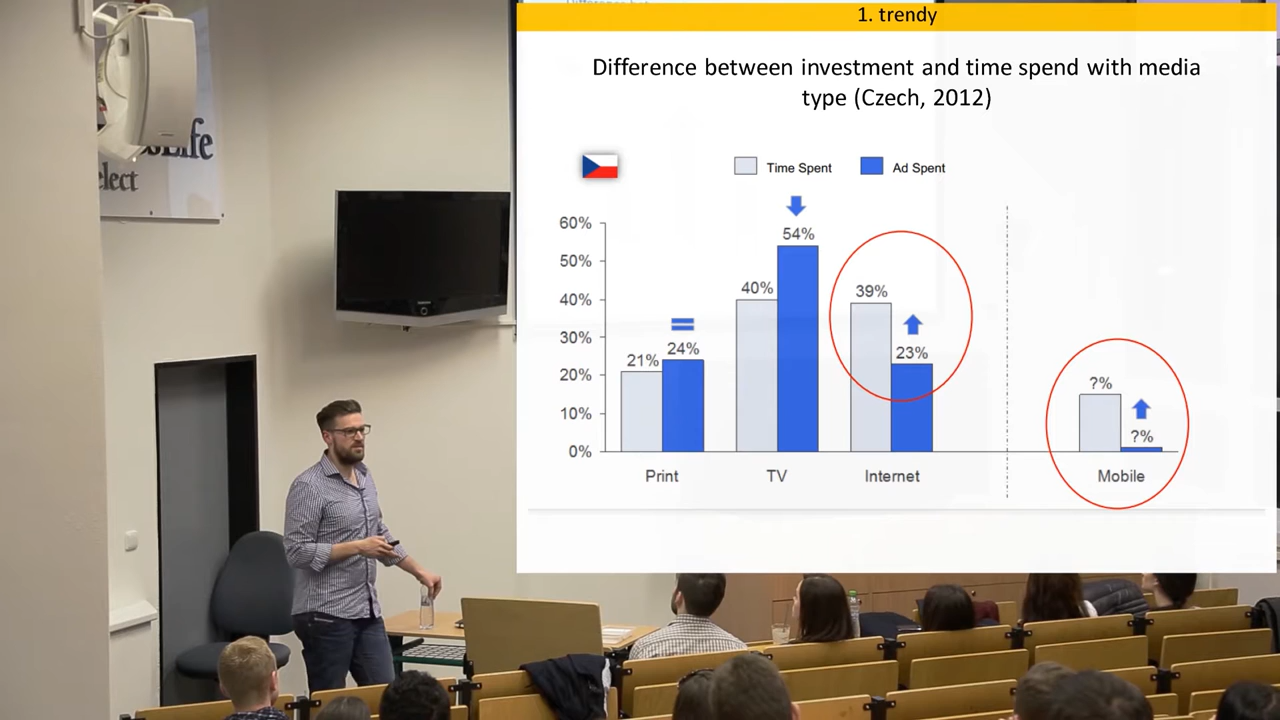 1. trendy
Difference between investment and time spend with media
type (Czech, 2012)
Time Spent
Ad Spent
60%
50%
40%
30%
20%
10%
0%
21%
24%
40%
54%
39%
23%
?%
?%
Print
TV
Internet
Mobile
elect